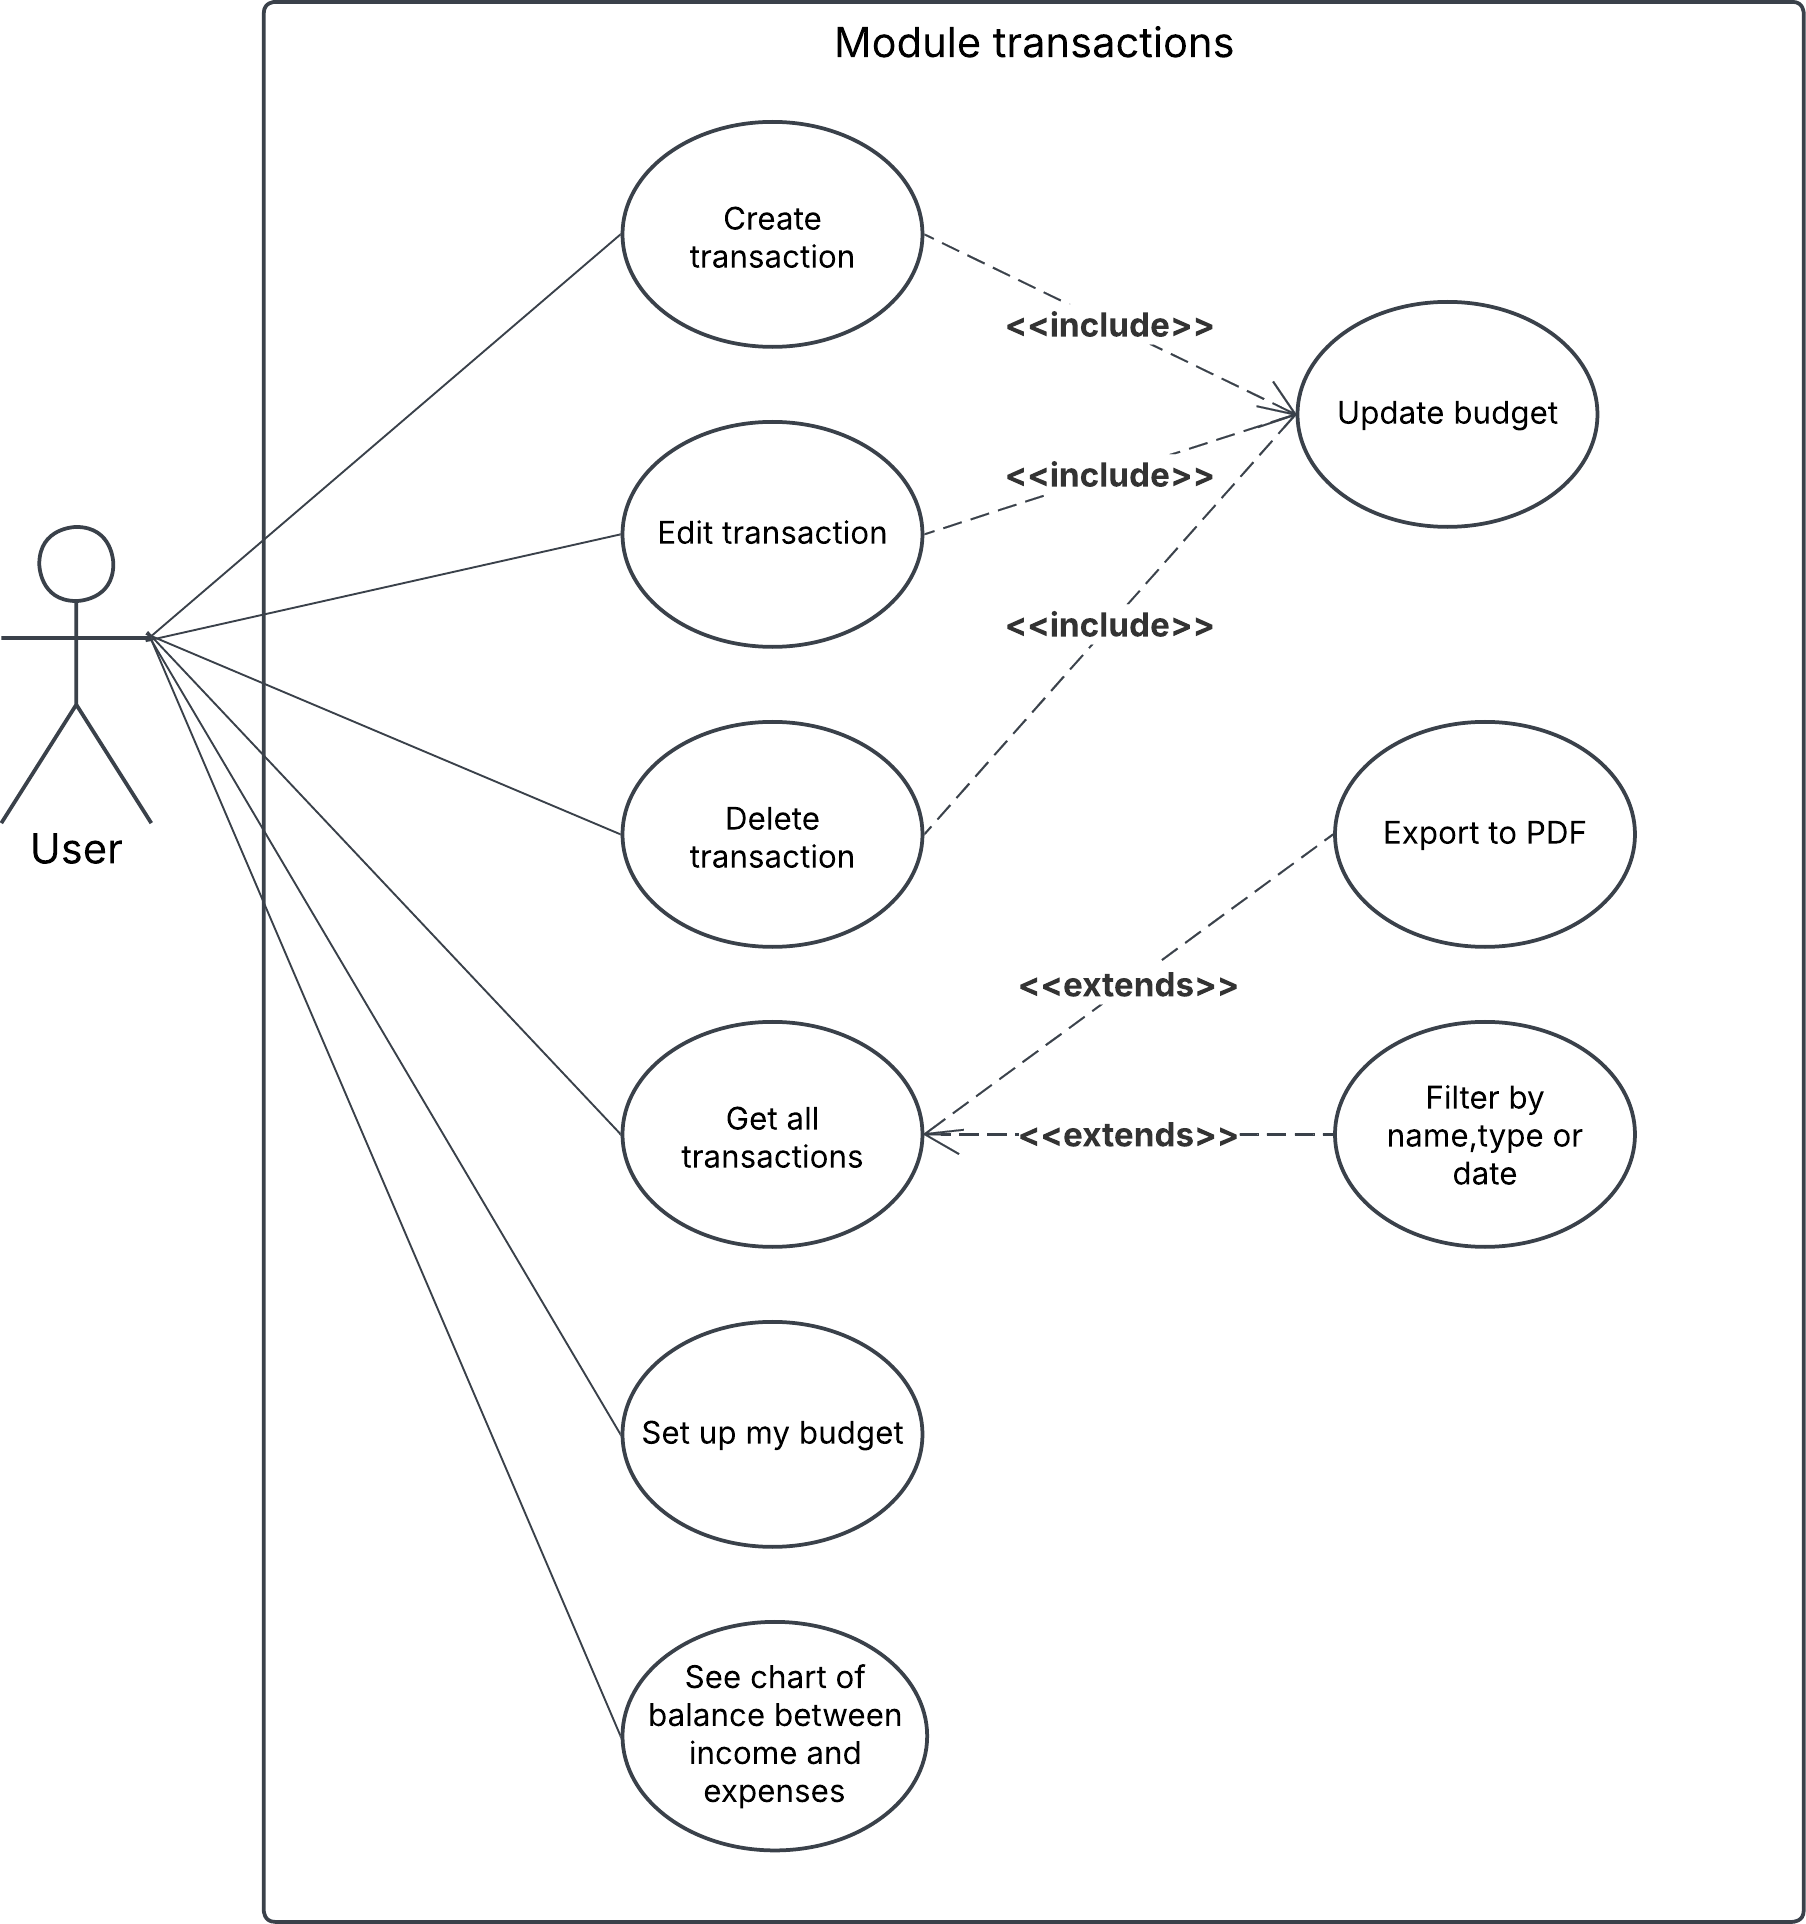 Module transactions
Create
transaction
<<include>>
Update budget
<<include>>
Edit transaction
<<include>>
User
Delete
transaction
Export to PDF
<<extends>>
Get all
transactions
<<extends>>
Filter by
name,type or
date
Set up my budget
See chart of
balance between
income and
expenses